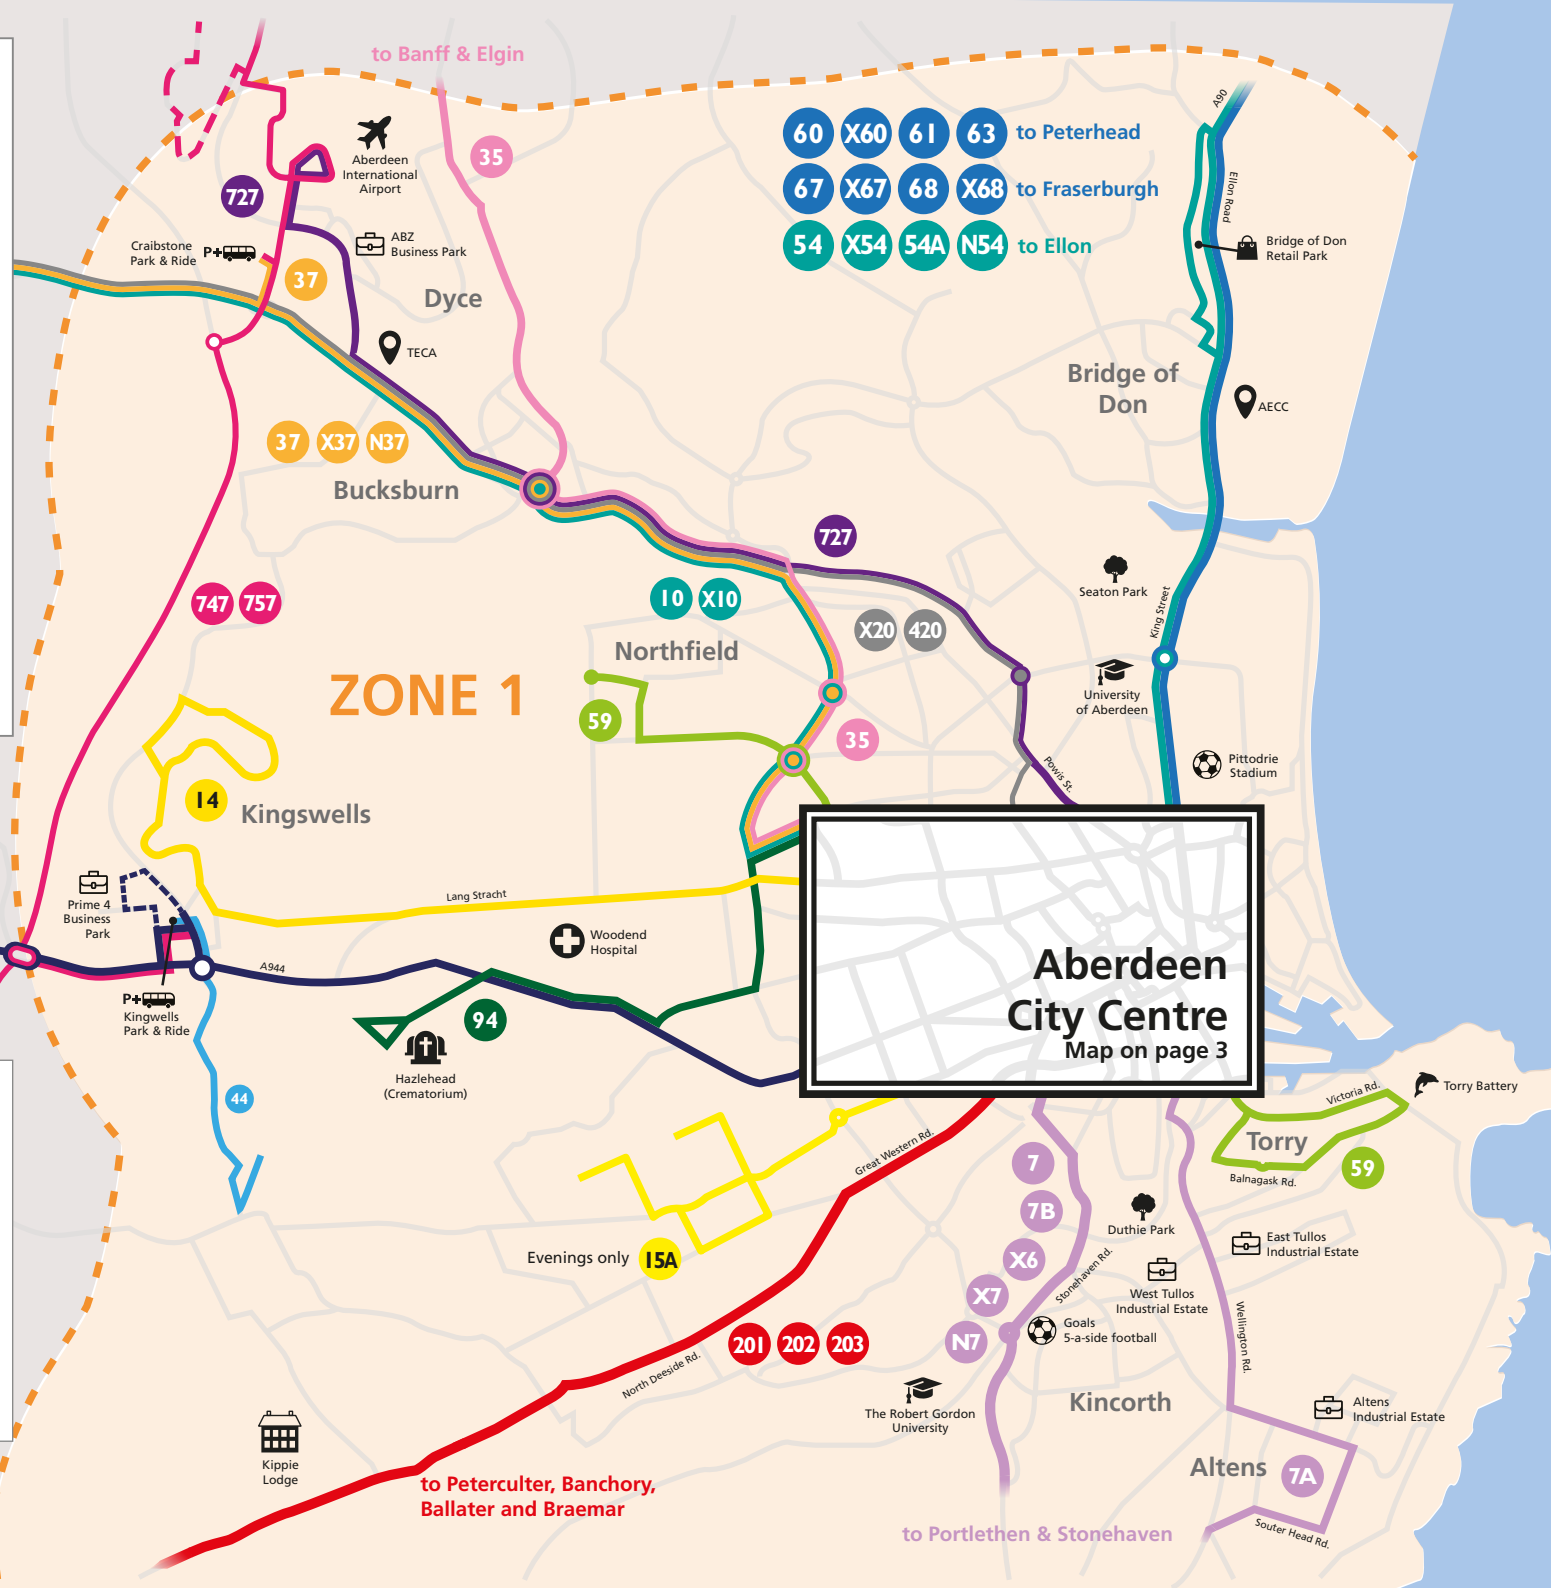 to Banff & Elgin
35
A90
60 X60 61 63 to Peterhead
67 X67 68 X68 to Fraserburgh
54 X54 54A N54 to Ellon
Aberdeen
International
Airport
727
Ellon Road
Craibstone
Park & Ride
P+
ABZ
Business Park
Bridge of Don
Retail Park
37
Dyce
TECA
Bridge of
Don
AECC
37 X37 N37
Bucksburn
727
Seaton Park
King Street
747 757
10 X10
X20 420
Northfield
ZONE 1
59
University
of Aberdeen
35
Powis St.
Pittodrie
Stadium
14
Kingswells
Prime 4
Business
Park
Lang Stracht
Woodend
Hospital
A944
P+
Kingwells
Park & Ride
94
Aberdeen
City Centre
Map on page 3
Hazlehead
(Crematorium)
44
Victoria Rd.
Torry Battery
Torry
Great Western Rd.
7
59
Balnagask Rd.
7B
Duthie Park
East Tullos
Industrial Estate
Evenings only 15A
X6
Stonehaven Rd.
X7
West Tullos
Industrial Estate
Wellington Rd.
Goals
5-a-side football
N7
201 202 203
North Deeside Rd.
The Robert Gordon
University
Kincorth
Altens
Industrial Estate
Kippie
Lodge
Altens
7A
to Peterculter, Banchory,
Ballater and Braemar
to Portlethen & Stonehaven
Souter Head Rd.